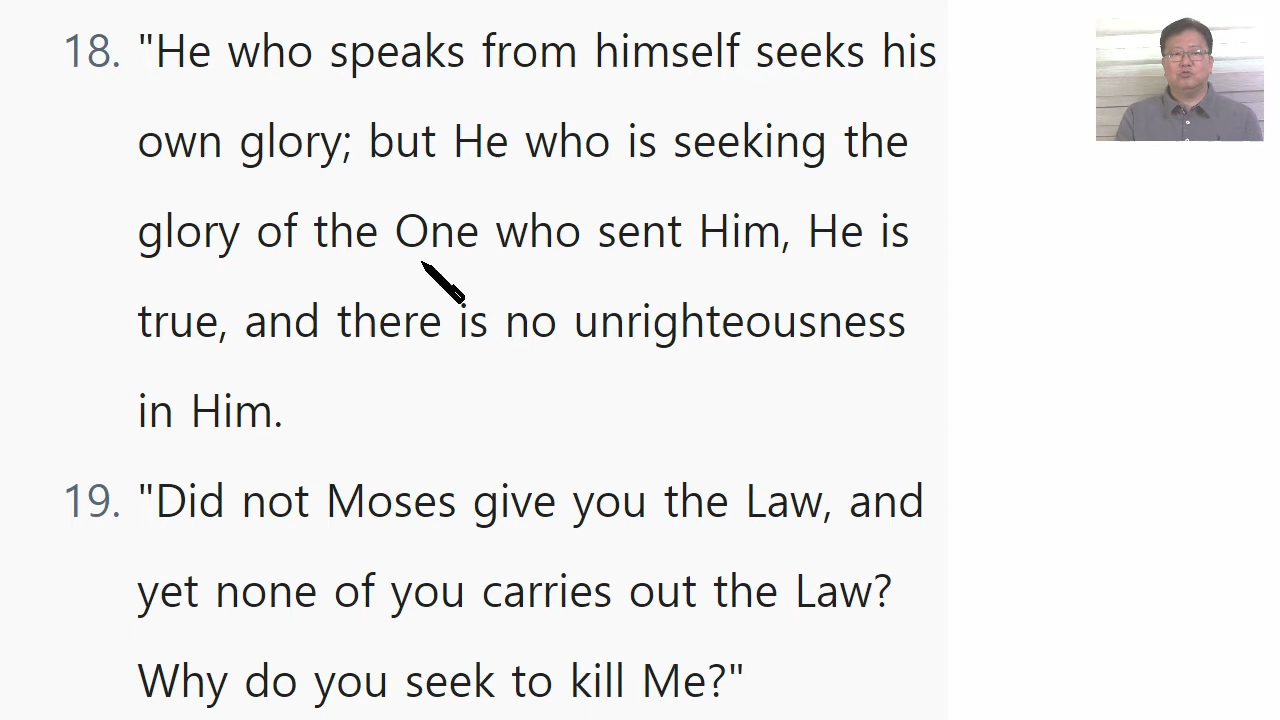 18. "He who speaks from himself seeks his
own glory; but He who is seeking the
glory of the One who sent Him, He is
true, and there is no unrighteousness
in Him.
19. "Did not Moses give you the Law, and
yet none of you carries out the Law?
Why do you seek to kill Me?"